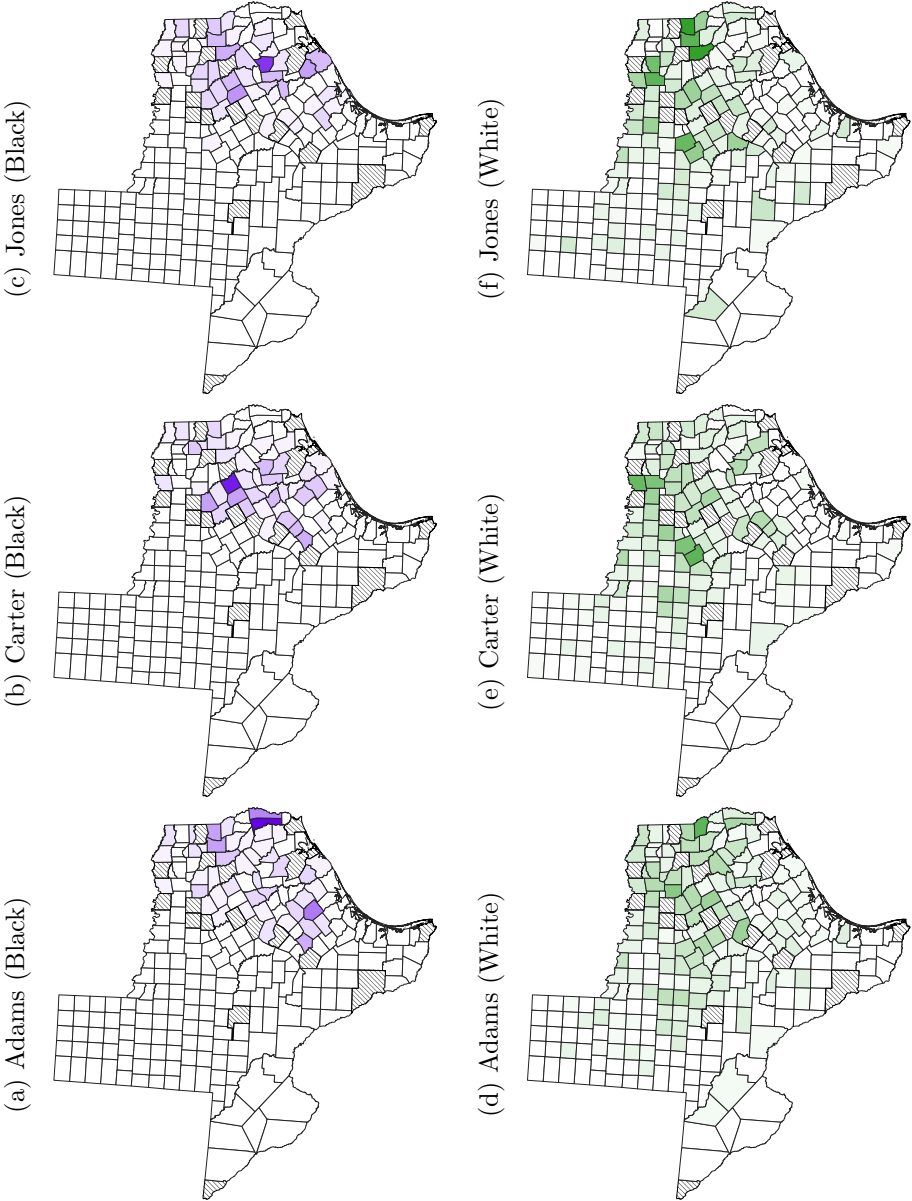 (a) Adams (Black)
(b) Carter (Black)
(c) Jones (Black)
(d) Adams (White)
(e) Carter (White)
(f) Jones (White)